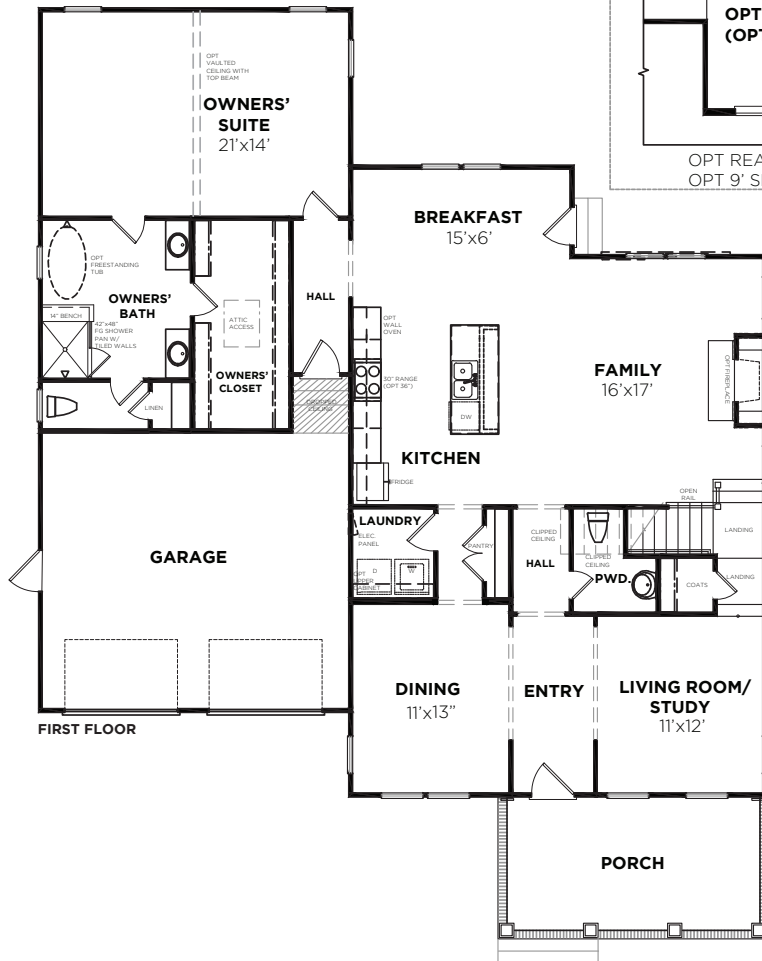 OPT
VAULTED
CEILING WITH
TOP BEAM
OWNERS'
SUITE
21'x14'
OPT
(OPT
OPT REA
OPT 9' S
BREAKFAST
15'x6'
OPT
FREESTANDING
TUB
OWNERS'
BATH
14" BENCH
42"x48"
FG SHOWER
PAN W/
TILED WALLS
ATTIC
ACCESS
OWNERS'
CLOSET
HALL
LINEN
DROPPED
CEILING
OPT
WALL
OVEN
30" RANGE
(OPT 36")
DW
FAMILY
16'x17'
OPT FIREPLACE
KITCHEN
FRIDGE
GARAGE
LAUNDRY
ELEC.
PANEL
OPT
UPPER
CABINET
D
W
PANTRY
CLIPPED
CEILING
HALL
CLIPPED
CEILING
PWD.
OPEN
RAIL
LANDING
LANDING
COATS
DINING
11'x13"
ENTRY
LIVING ROOM/
STUDY
11'x12'
FIRST FLOOR
PORCH